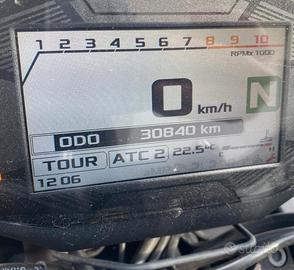 1 2 3 4 5 6 7 8 9 10
RPMx1000
0 km/h N
ODO 30840 km
TOUR ATC 2 22.5°C
12:06
subito